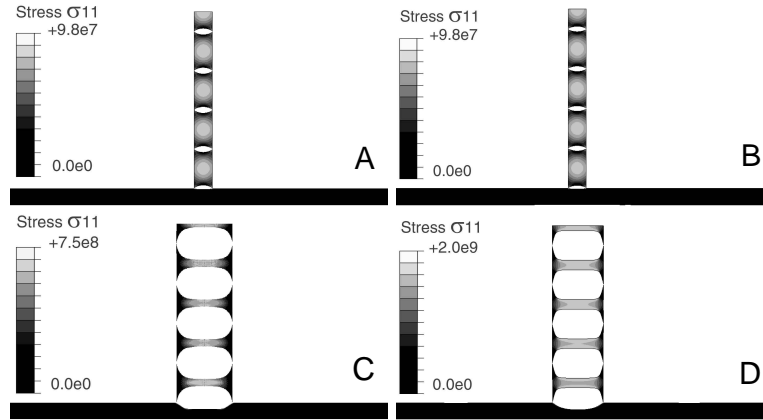 Stress σ11
+9.8e7
0.0e0
A
Stress σ11
+9.8e7
0.0e0
B
Stress σ11
+7.5e8
0.0e0
C
Stress σ11
+2.0e9
0.0e0
D